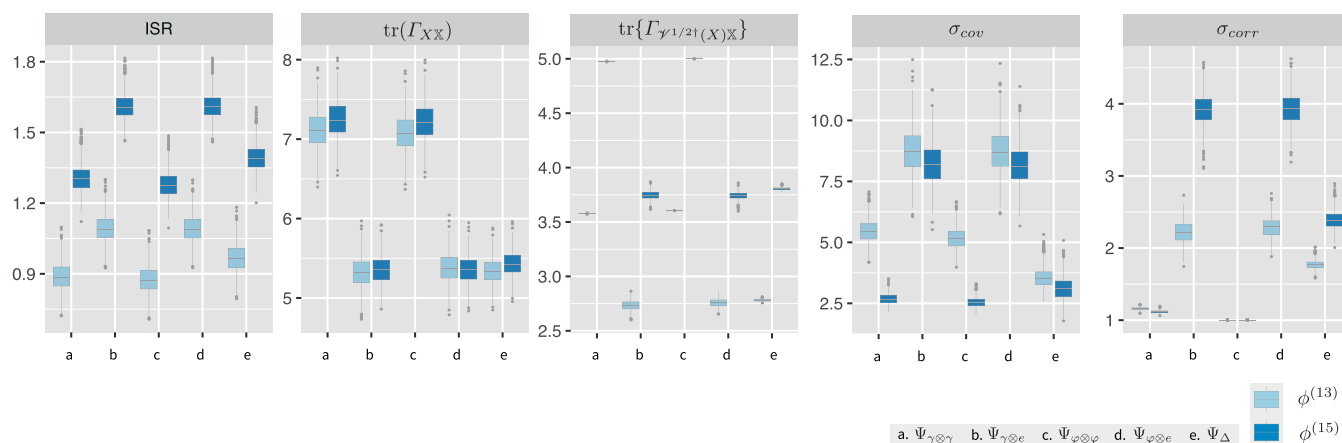 ISR tr(Γ_{X𝕏}) tr{Γ_{𝒱^{1/2†}(X)𝕏}} σ_{cov} σ_{corr}
1.8 8 5.0 12.5
4.5 10.0 4
1.5 7 4.0 7.5 3
1.2 6 3.5 5.0 2
0.9 5 3.0 2.5
2.5 1
a b c d e a b c d e a b c d e a b c d e a b c d e
ϕ^{(13)}
a. Ψ_{γ⊗γ} b. Ψ_{γ⊗e} c. Ψ_{φ⊗φ} d. Ψ_{φ⊗e} e. Ψ_Δ ϕ^{(15)}